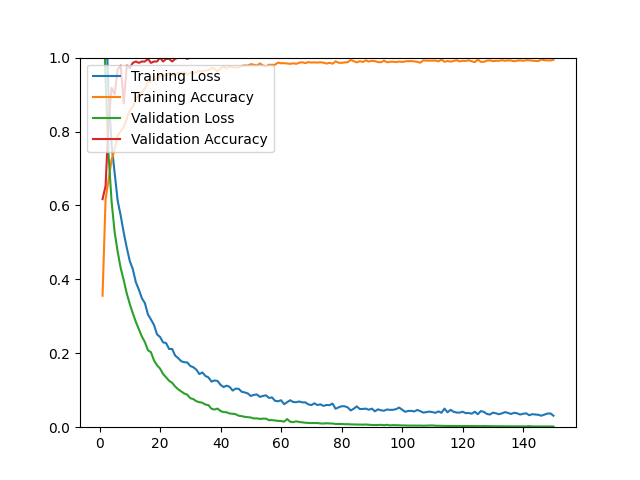 1.0
0.8
0.6
0.4
0.2
0.0
Training Loss
Training Accuracy
Validation Loss
Validation Accuracy
0 20 40 60 80 100 120 140